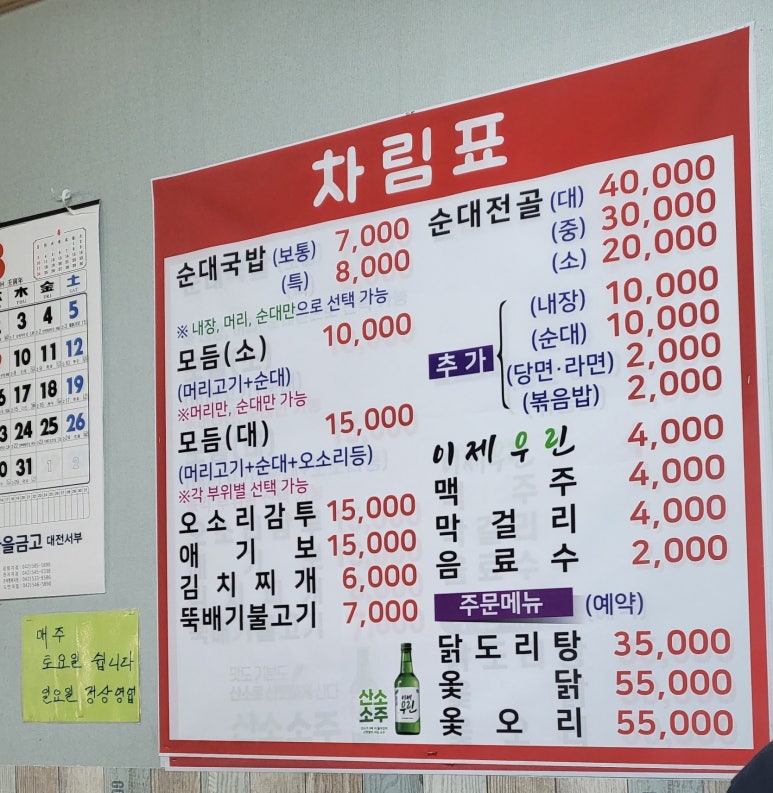 차림표
순대국밥 (보통) 7,000
(특) 8,000
※ 내장, 머리, 순대만으로 선택 가능
모듬(소) 10,000
(머리고기+순대)
※머리만, 순대만 가능
모듬(대) 15,000
(머리고기+순대+오소리등)
※각 부위별 선택 가능
오소리감투 15,000
애기보 15,000
김치찌개 6,000
뚝배기불고기 7,000
순대전골 (대) 40,000
(중) 30,000
(소) 20,000
추가
(내장) 10,000
(순대) 10,000
(당면·라면) 2,000
(볶음밥) 2,000
이제우린 4,000
맥주 4,000
막걸리 4,000
음료수 2,000
주문메뉴 (예약)
닭도리탕 35,000
옻닭 55,000
옻오리 55,000
산소
소주
이제
우린
木 金 土
3 4 5
10 11 12
17 18 19
24 25 26
31 1 2
을금고 대전서부
매주
토요일 쉽니다
일요일 정상영업